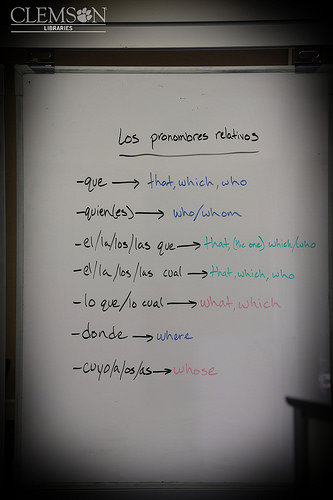 CLEMSON
LIBRARIES
Los pronombres relativos
-que → that, which, who
-quien(es) → who/whom
-el/la/los/las que → that, (the one) which/who
-el/la/los/las cual → that, which, who
-lo que/lo cual → what, which
-donde → where
-cuyo/a/os/as → whose